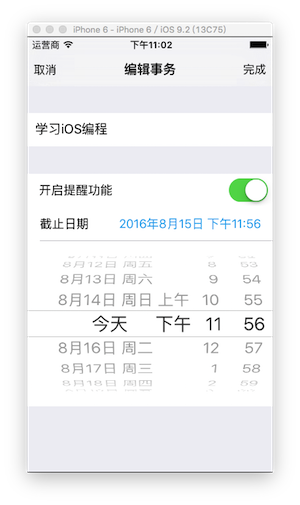 iPhone 6 - iPhone 6 / iOS 9.2 (13C75)
运营商 下午11:02
取消 编辑事务 完成
学习iOS编程
开启提醒功能
截止日期 2016年8月15日 下午11:56
8月12日 周五 8 53
8月13日 周六 9 54
8月14日 周日 上午 10 55
今天 下午 11 56
8月16日 周二 12 57
8月17日 周三 1 58
8月18日 周四 2 59